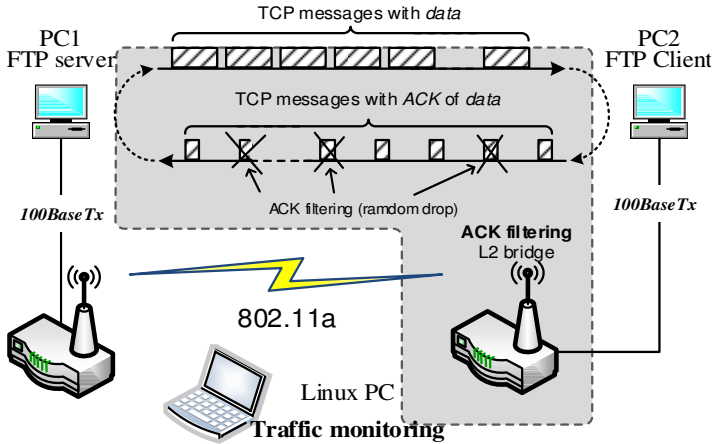 TCP messages with data
PC1
FTP server
PC2
FTP Client
TCP messages with ACK of data
ACK filtering (ramdom drop)
100BaseTx
100BaseTx
ACK filtering
L2 bridge
802.11a
Linux PC
Traffic monitoring